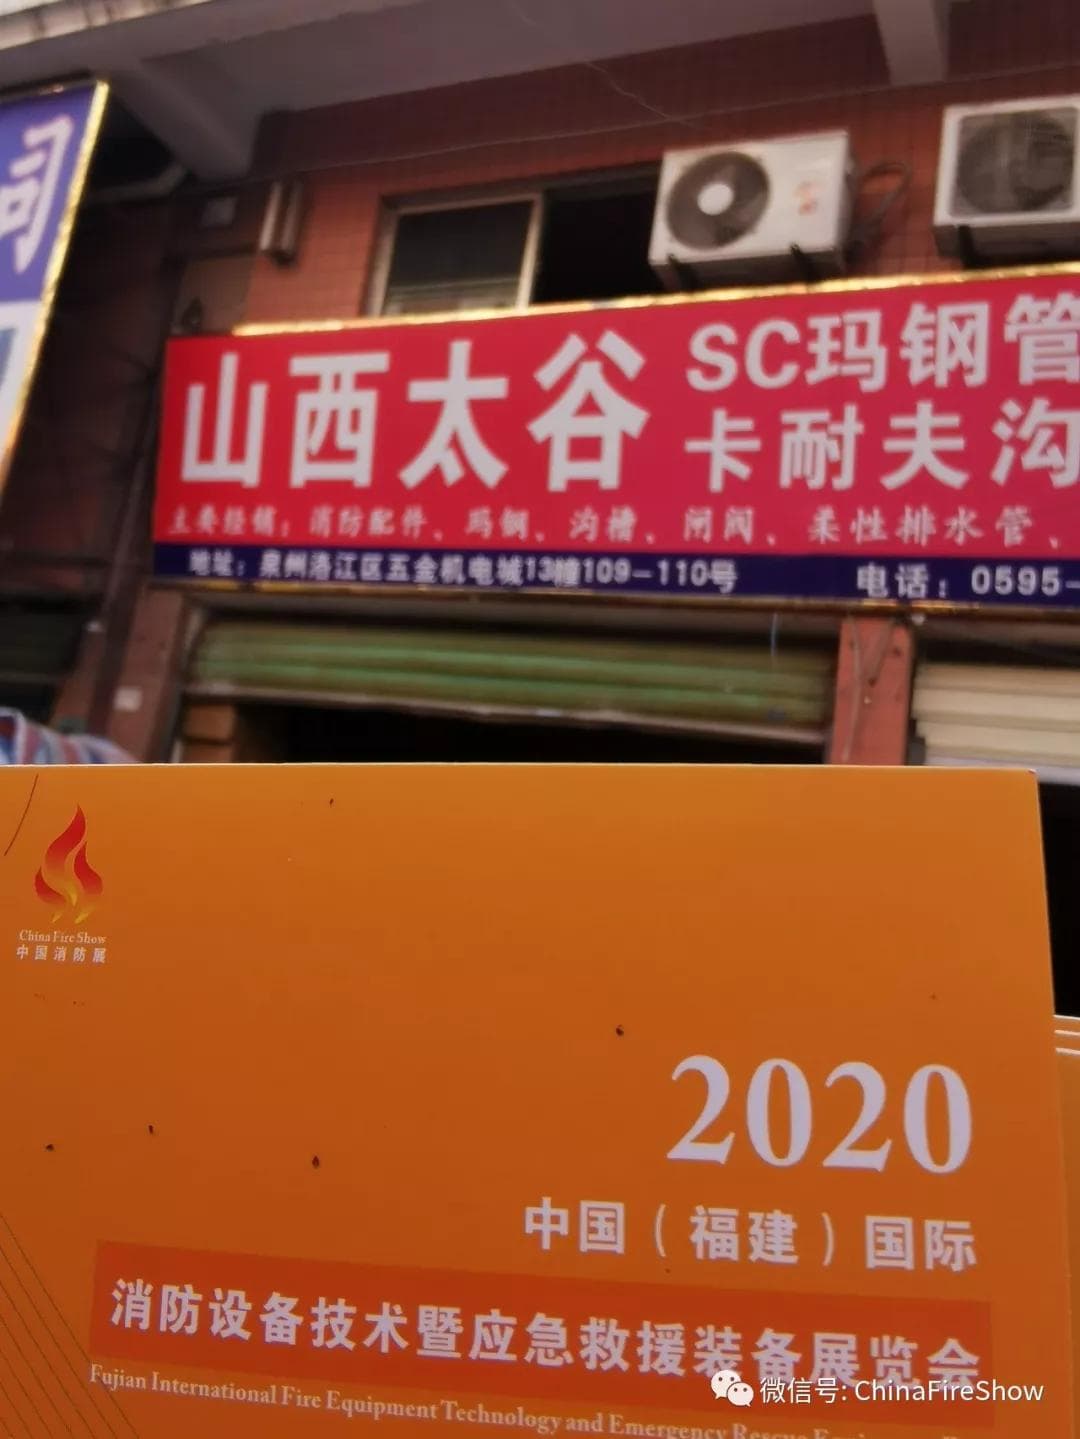 司
山西太谷
SC玛钢管
卡耐夫沟
主要经销：消防配件、玛钢、沟槽、闸阀、柔性排水管、
地址：泉州洛江区五金机电城13幢109-110号
电话：0595-
China Fire Show
中国消防展
2020
中国（福建）国际
消防设备技术暨应急救援装备展览会
Fujian International Fire Equipment Technology and Emergency Rescue
微信号: ChinaFireShow